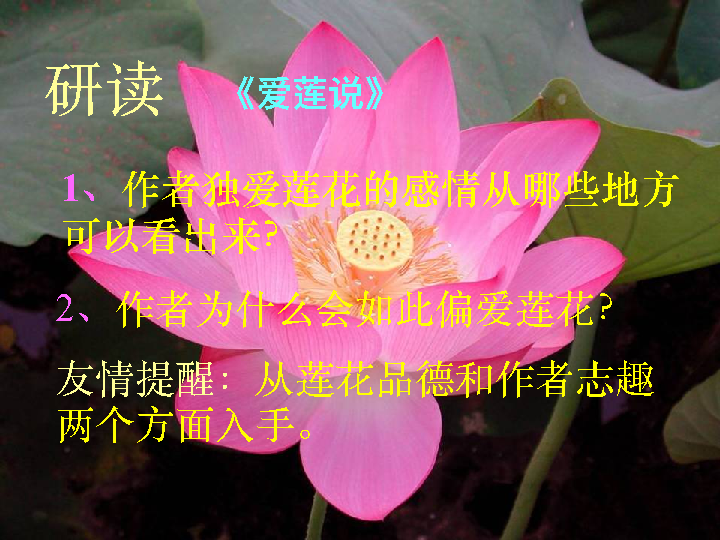 研读 《爱莲说》
1、作者独爱莲花的感情从哪些地方
可以看出来?
2、作者为什么会如此偏爱莲花?
友情提醒：从莲花品德和作者志趣
两个方面入手。